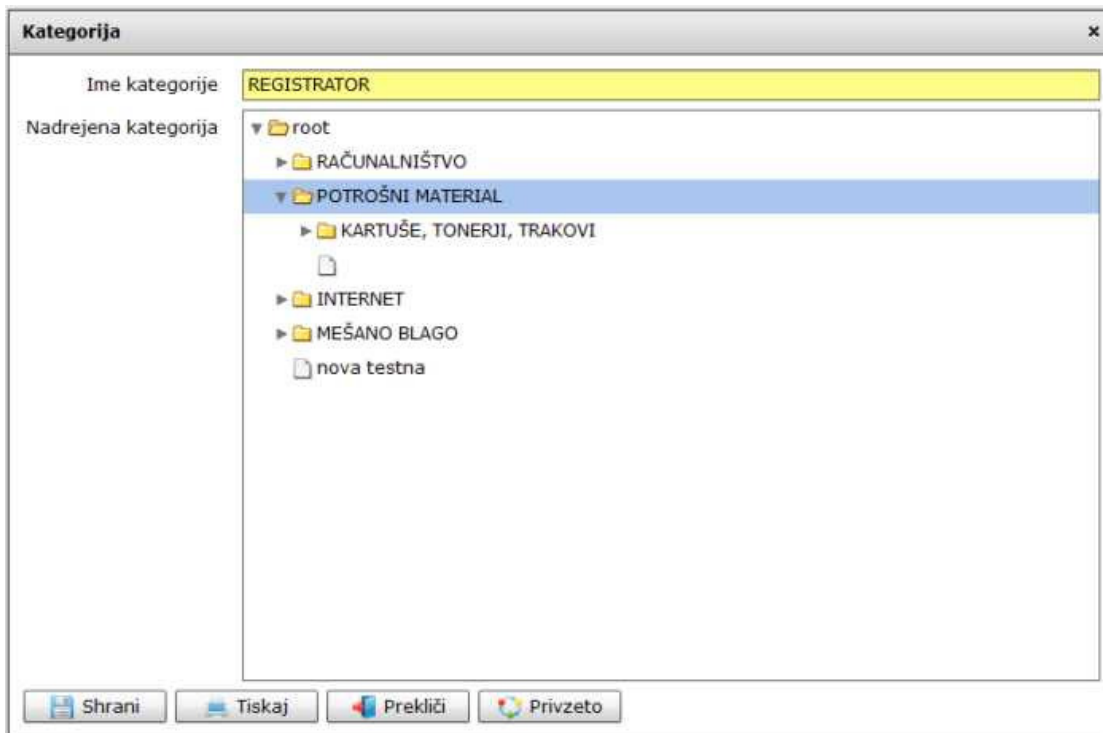 Kategorija
Ime kategorije REGISTRATOR
Nadrejena kategorija root
RAČUNALNIŠTVO
POTROŠNI MATERIAL
KARTUŠE, TONERJI, TRAKOVI
INTERNET
MEŠANO BLAGO
nova testna
Shrani Tiskaj Prekliči Privzeto